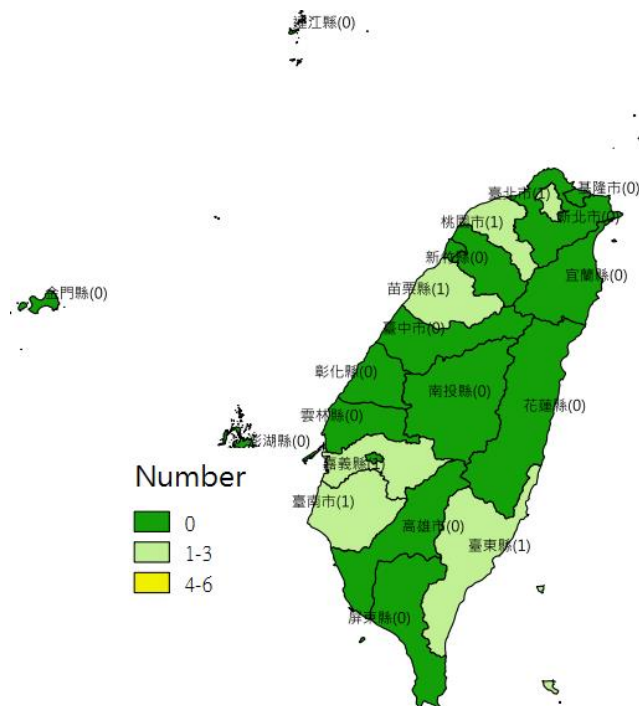 連江縣(0)
臺北市(1)
基隆市(0)
新北市(0)
桃園市(1)
新竹縣(0)
宜蘭縣(0)
苗栗縣(1)
金門縣(0)
臺中市(0)
彰化縣(0)
南投縣(0)
花蓮縣(0)
雲林縣(0)
澎湖縣(0)
嘉義縣(1)
Number
臺南市(1)
0
高雄市(0)
1-3
臺東縣(1)
4-6
屏東縣(0)